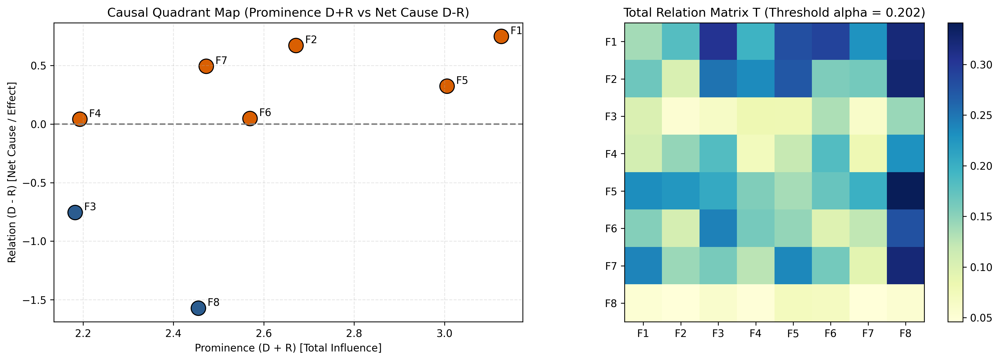 Causal Quadrant Map (Prominence D+R vs Net Cause D-R)
Relation (D - R) [Net Cause / Effect]
0.5
0.0
−0.5
−1.0
−1.5
F1
F2
F7
F5
F4
F6
F3
F8
2.2 2.4 2.6 2.8 3.0
Prominence (D + R) [Total Influence]
Total Relation Matrix T (Threshold alpha = 0.202)
F1
F2
F3
F4
F5
F6
F7
F8
F1 F2 F3 F4 F5 F6 F7 F8
0.30
0.25
0.20
0.15
0.10
0.05